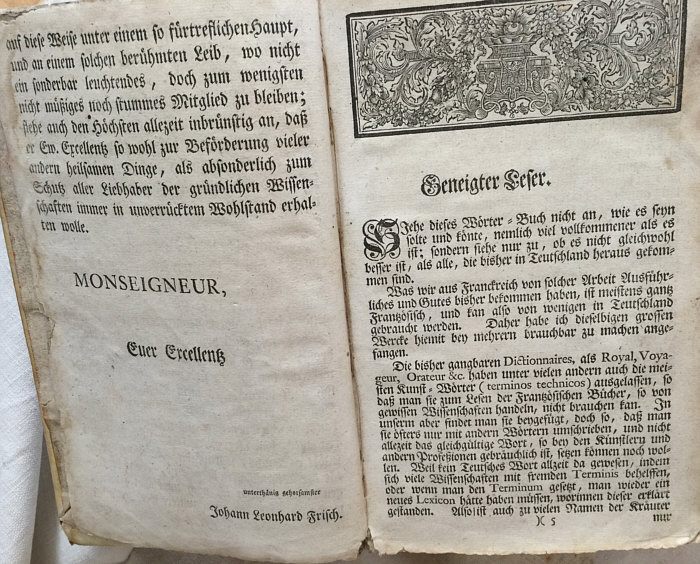 auf diese Weise unter einem so fürtreflichen Haupt,
und an einem solchen berühmten Leib, wo nicht
ein sonderbar leuchtendes, doch zum wenigsten
nicht müßiges noch stummes Mitglied zu bleiben;
stehe auch den Höchsten allezeit inbrünstig an, daß
er Ew. Excellentz so wohl zur Beförderung vieler
andern heilsamen Dinge, als absonderlich zum
Schutz aller Liebhaber der gründlichen Wissen-
schaften immer in unverrücktem Wohlstand erhal-
ten wolle.
MONSEIGNEUR,
Euer Excellentz
unterthänig gehorsamster
Johann Leonhard Frisch.
Geneigter Leser.
SJehe dieses Wörter-Buch nicht an, wie es seyn
solte und könte, nemlich viel vollkommener als es
ist; sondern siehe nur zu, ob es nicht gleichwohl
besser ist, als alle, die bisher in Teutschland heraus gekom-
men sind.
Was wir aus Franckreich von solcher Arbeit Ausführ-
liches und Gutes bisher bekommen haben, ist meistens gantz
Frantzösisch, und kan also von wenigen in Teutschland
gebraucht werden. Daher habe ich dieselbigen grossen
Wercke hiemit bey mehrern brauchbar zu machen ange-
fangen.
Die bisher gangbaren Dictionnaires, als Royal, Voya-
geur, Orateur &c. haben unter vielen andern auch die mei-
sten Kunst-Wörter (terminos technicos) ausgelassen, so
daß man sie zum Lesen der Frantzösischen Bücher, so von
gewissen Wissenschaften handeln, nicht brauchen kan. In
unserm aber findet man sie beygefügt, doch so, daß man
sie öfters nur mit andern Wörtern umschrieben, und nicht
allezeit das gleichgültige Wort, so bey den Künstlern und
andern Professionen gebräuchlich ist, setzen können noch wol-
len. Weil kein Teutsches Wort allzeit da gewesen, indem
sich viele Wissenschaften mit fremden Terminis behelffen,
oder wenn man den Terminum gesetzt, man wieder ein
neues Lexicon hätte haben müssen, worinnen dieser erklärt
gestanden. Also ist auch zu vielen Namen der Kräuter
)( 5
nur